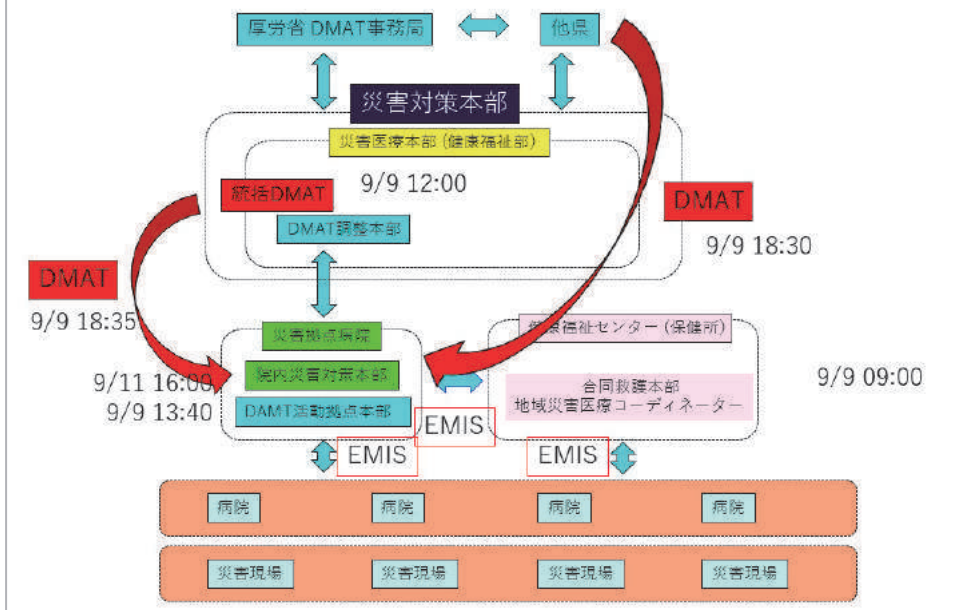 厚労省 DMAT事務局
他県
災害対策本部
災害医療本部 (健康福祉部)
9/9 12:00
統括DMAT
DMAT調整本部
DMAT
9/9 18:30
DMAT
9/9 18:35
災害拠点病院
院内災害対策本部
9/11 16:00
9/9 13:40
DAMT活動拠点本部
健康福祉センター (保健所)
合同救護本部
地域災害医療コーディネーター
9/9 09:00
EMIS
EMIS
EMIS
病院
病院
病院
病院
災害現場
災害現場
災害現場
災害現場